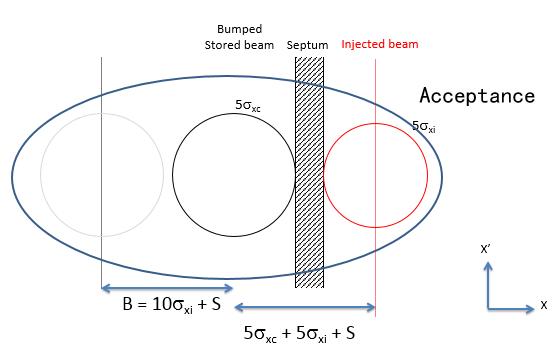 Bumped
Stored beam
Septum
Injected beam
Acceptance
5σxc
5σxi
B = 10σxi + S
5σxc + 5σxi + S
X’
X